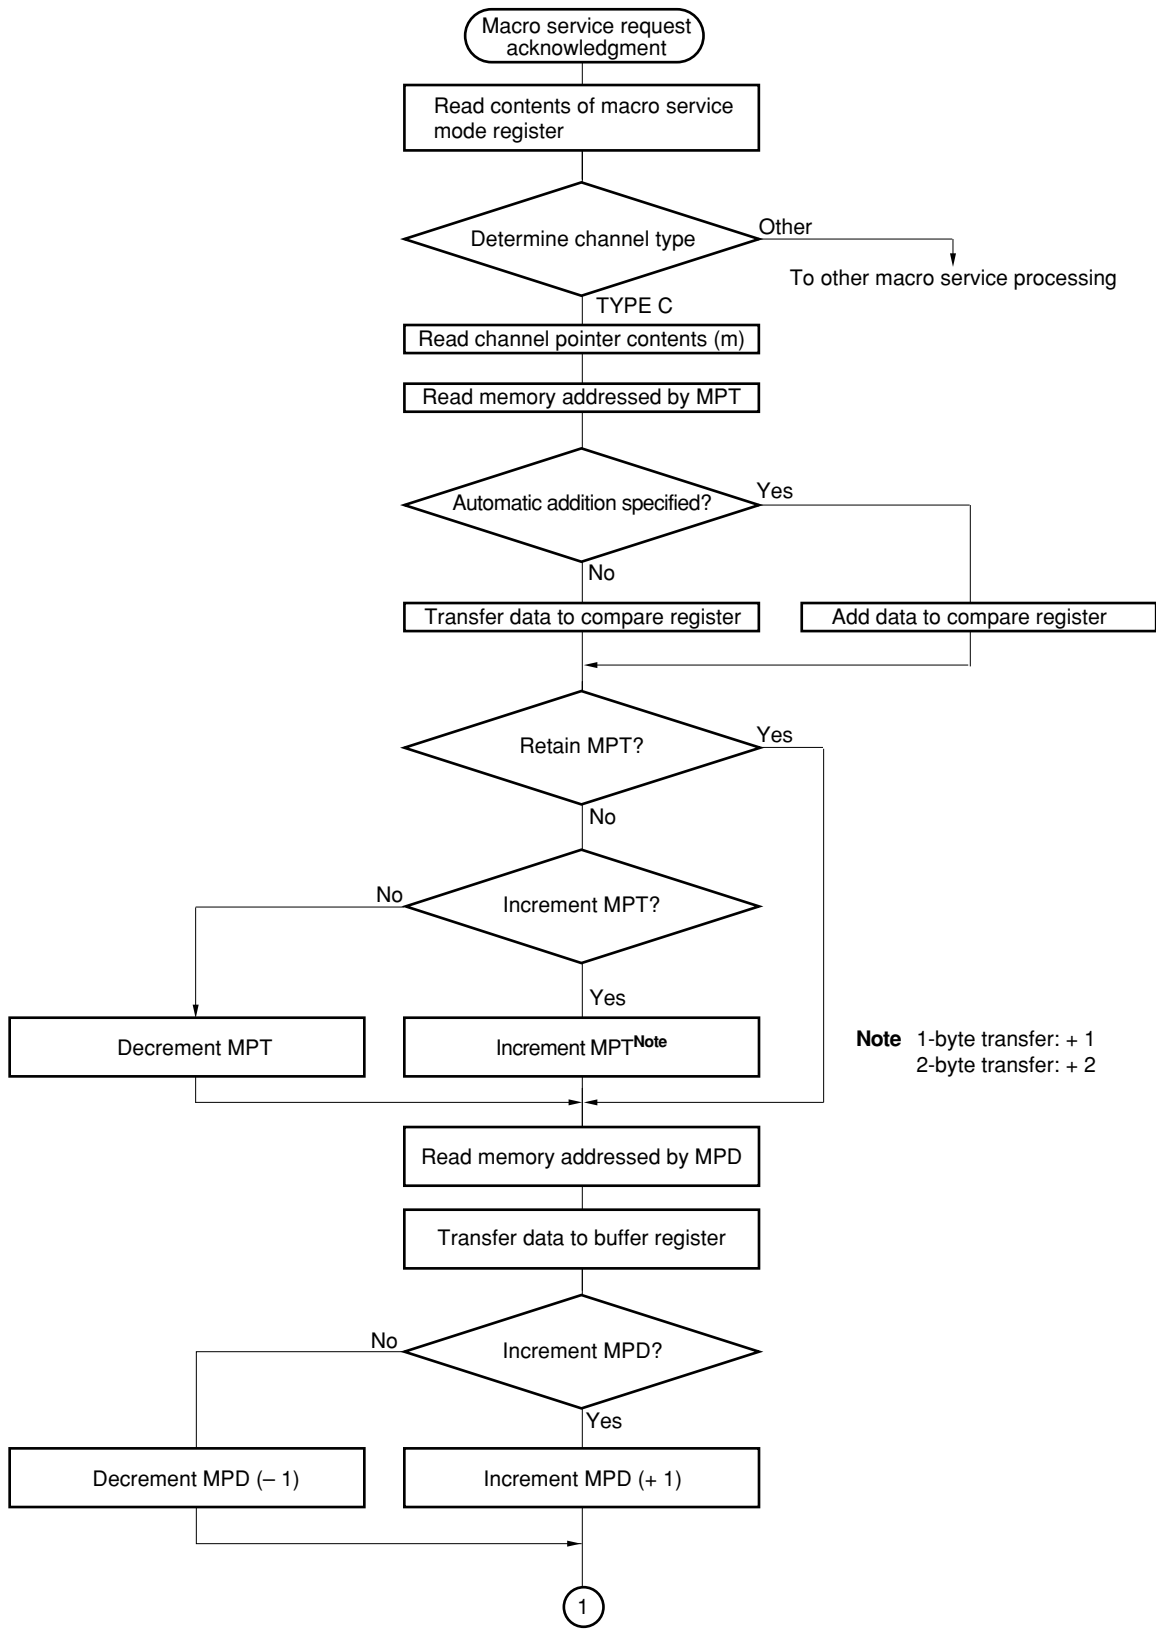 Macro service request
acknowledgment
Read contents of macro service
mode register
Determine channel type
Other
To other macro service processing
TYPE C
Read channel pointer contents (m)
Read memory addressed by MPT
Automatic addition specified?
Yes
No
Transfer data to compare register
Add data to compare register
Retain MPT?
Yes
No
Increment MPT?
No
Yes
Decrement MPT
Increment MPTNote
Note 1-byte transfer: + 1
2-byte transfer: + 2
Read memory addressed by MPD
Transfer data to buffer register
Increment MPD?
No
Yes
Decrement MPD (– 1)
Increment MPD (+ 1)
1